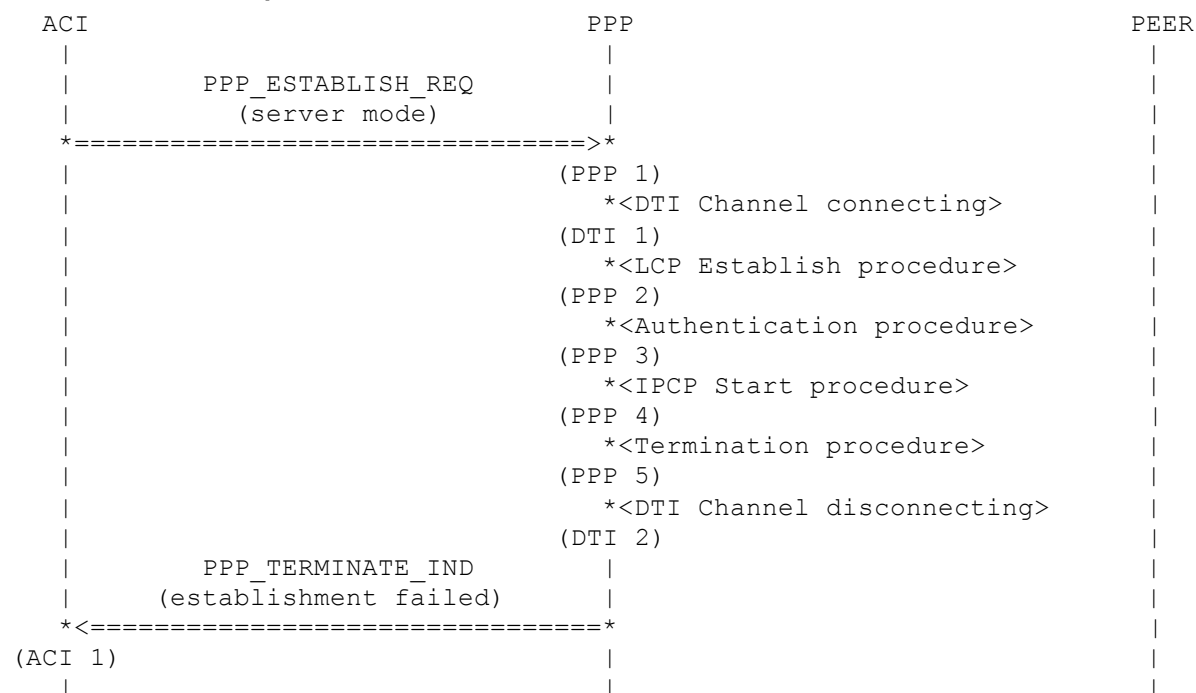 ACI PPP PEER
| | |
| PPP_ESTABLISH_REQ | |
| (server mode) | |
*================================>* |
| (PPP 1) |
| *<DTI Channel connecting> |
| (DTI 1) |
| *<LCP Establish procedure> |
| (PPP 2) |
| *<Authentication procedure> |
| (PPP 3) |
| *<IPCP Start procedure> |
| (PPP 4) |
| *<Termination procedure> |
| (PPP 5) |
| *<DTI Channel disconnecting> |
| (DTI 2) |
| PPP_TERMINATE_IND | |
| (establishment failed) | |
*<================================* |
(ACI 1) | |
| | |